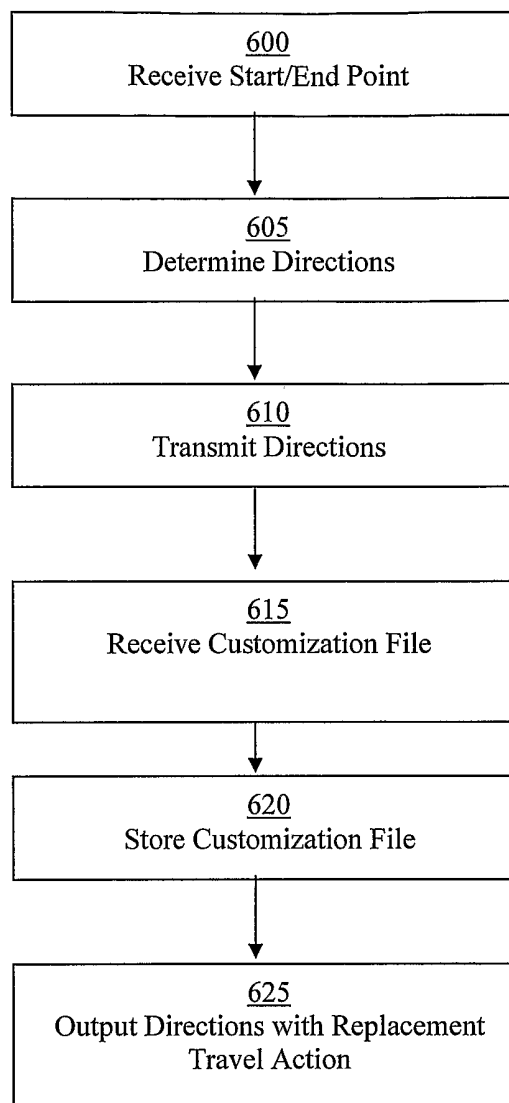 600
Receive Start/End Point
605
Determine Directions
610
Transmit Directions
615
Receive Customization File
620
Store Customization File
625
Output Directions with Replacement
Travel Action